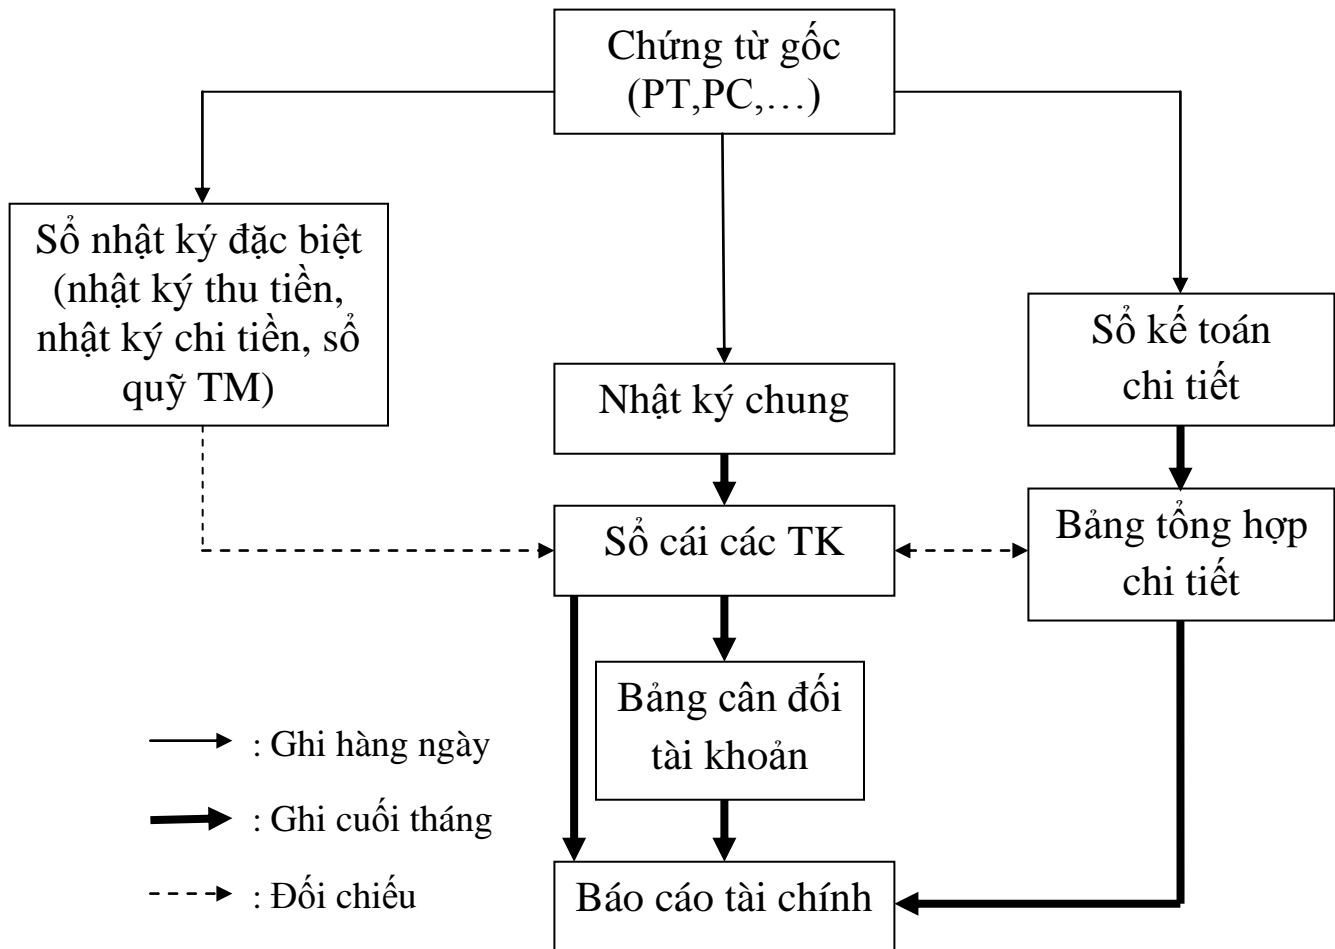 Chứng từ gốc
(PT,PC,…)
Sổ nhật ký đặc biệt
(nhật ký thu tiền,
nhật ký chi tiền, sổ
quỹ TM)
Nhật ký chung
Sổ kế toán
chi tiết
Sổ cái các TK
Bảng tổng hợp
chi tiết
Bảng cân đối
tài khoản
: Ghi hàng ngày
: Ghi cuối tháng
: Đối chiếu
Báo cáo tài chính